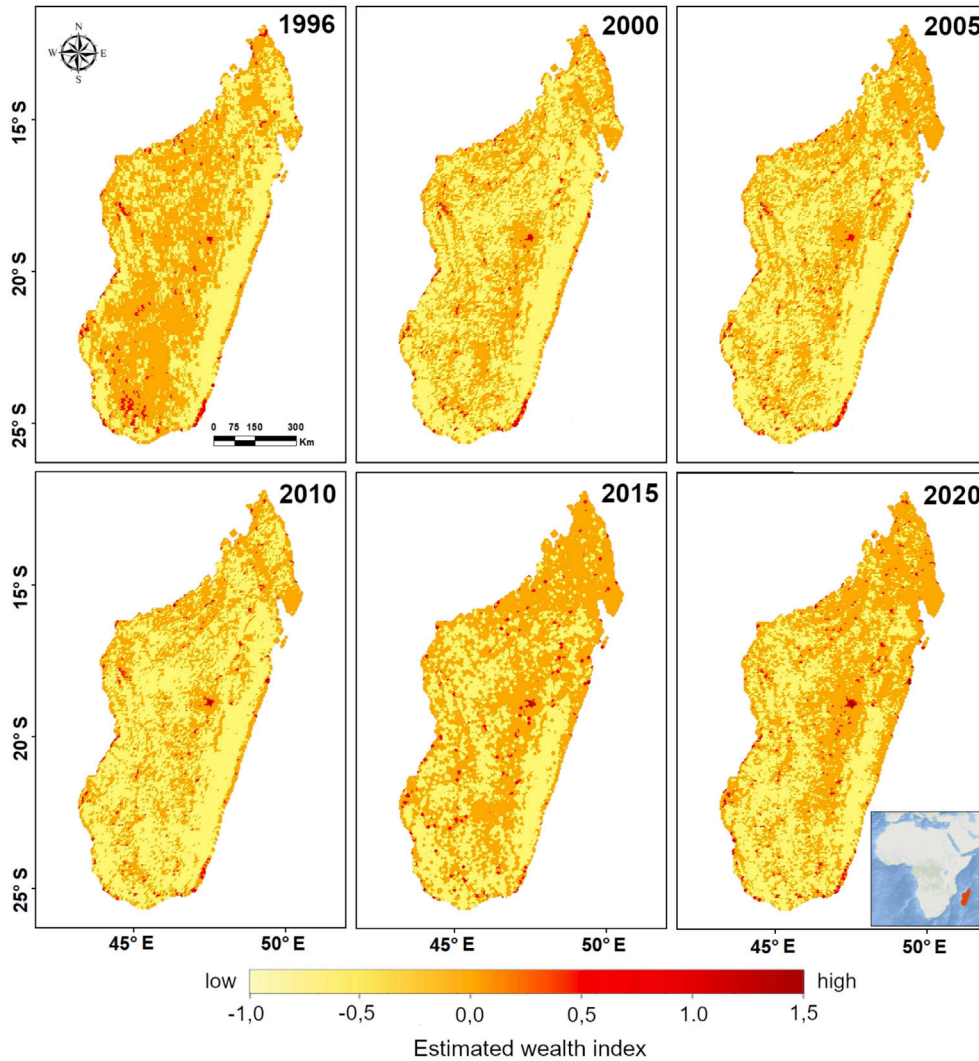 1996
2000
2005
N
W E
S
15° S
20° S
25° S
0 75 150 300
Km
2010
2015
2020
15° S
20° S
25° S
45° E 50° E 45° E 50° E 45° E 50° E
low high
-1,0 -0,5 0,0 0,5 1.0 1,5
Estimated wealth index